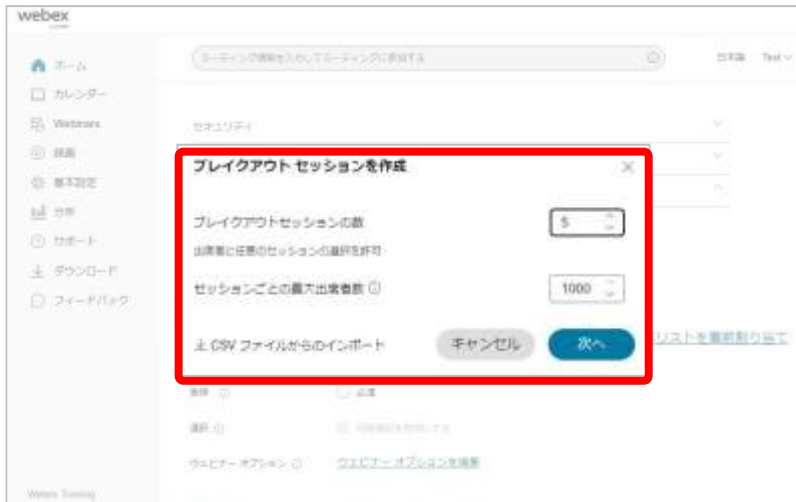 webex
ホーム
カレンダー
Webinars
録画
基本設定
分析
サポート
ダウンロード
フィードバック
ミーティング情報を入力してミーティングに参加する
日本語 Test
セキュリティ
ブレイクアウト セッションを作成
ブレイクアウトセッションの数 5
出席者に任意のセッションの選択を許可
セッションごとの最大出席者数 1000
CSV ファイルからのインポート キャンセル 次へ
リストを事前割り当て
登録 必須
選択
ウェビナー オプション ウェビナー オプションを編集
Webex Training